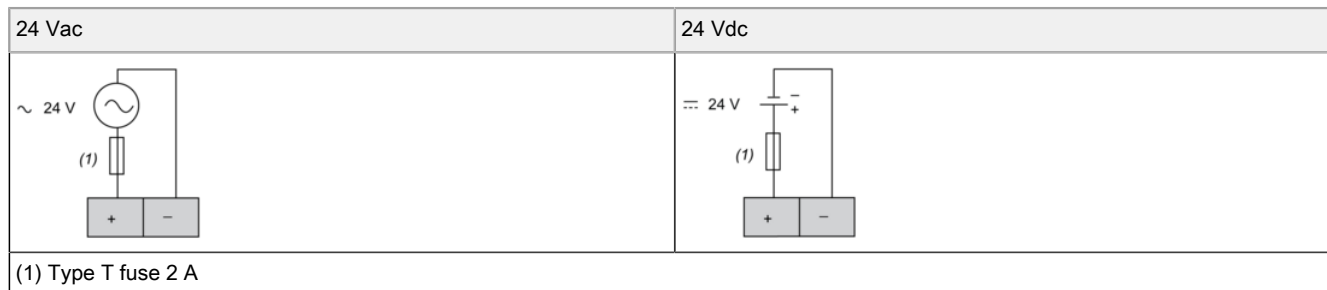 24 Vac
24 Vdc
~ 24 V
(1)
+ −
⎓ 24 V
−
+
(1)
+ −
(1) Type T fuse 2 A